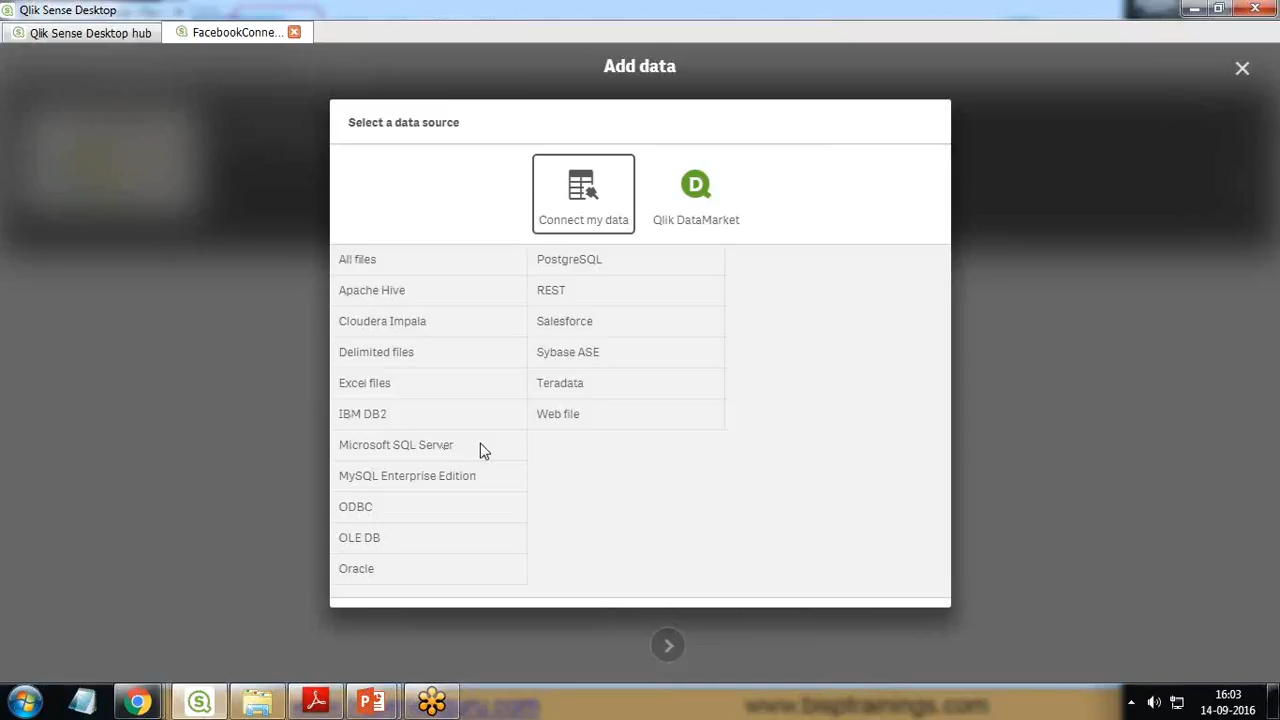 Qlik Sense Desktop
Qlik Sense Desktop hub
FacebookConne...
Add data
Select a data source
Connect my data
D
Qlik DataMarket
All files
Apache Hive
Cloudera Impala
Delimited files
Excel files
IBM DB2
Microsoft SQL Server
MySQL Enterprise Edition
ODBC
OLE DB
Oracle
PostgreSQL
REST
Salesforce
Sybase ASE
Teradata
Web file
www.bisptrainings.com
16:03
14-09-2016